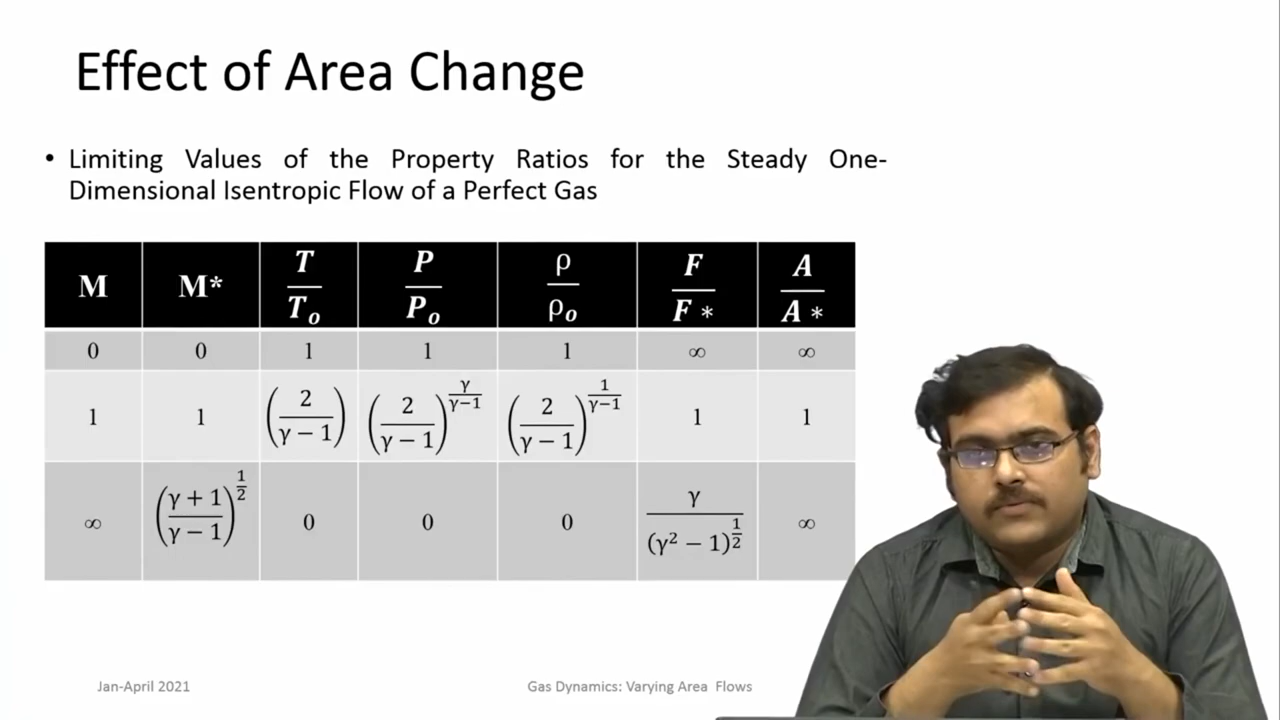 Effect of Area Change
• Limiting Values of the Property Ratios for the Steady One-
Dimensional Isentropic Flow of a Perfect Gas
M M* T/T₀ P/P₀ ρ/ρ₀ F/F* A/A*
0 0 1 1 1 ∞ ∞
1 1 (2/(γ − 1)) (2/(γ − 1))^(γ/(γ−1)) (2/(γ − 1))^(1/(γ−1)) 1 1
∞ ((γ + 1)/(γ − 1))^(1/2) 0 0 0 γ/(γ² − 1)^(1/2) ∞
Jan-April 2021 Gas Dynamics: Varying Area Flows